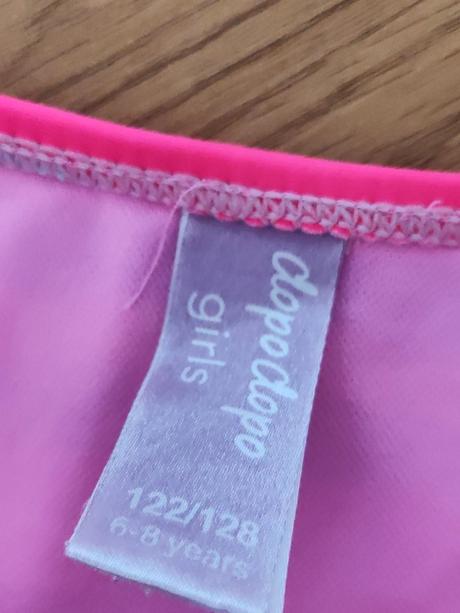 dopodopo
girls
122/128
6-8 years